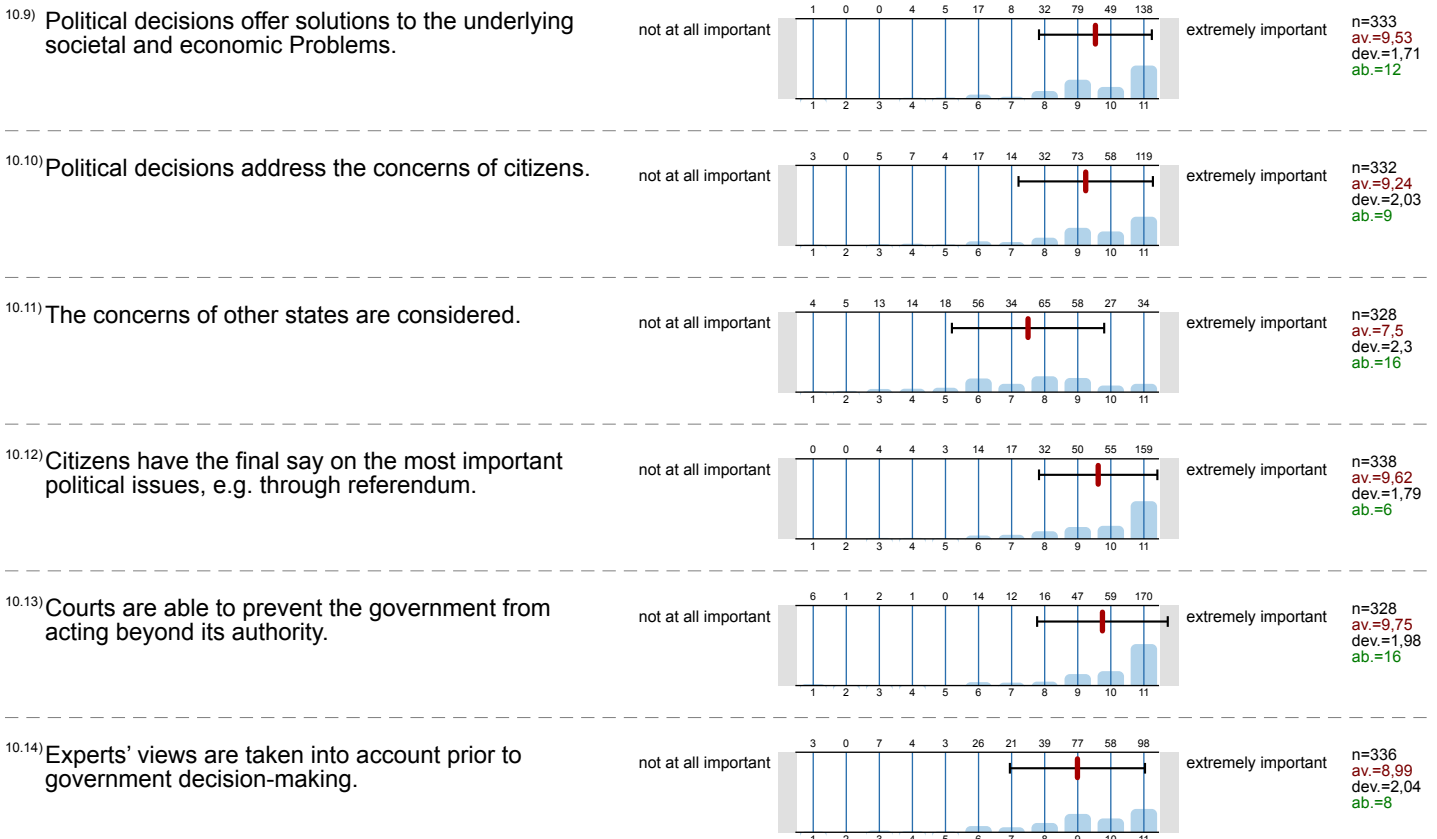 10.9) Political decisions offer solutions to the underlying
societal and economic Problems.
not at all important
1 0 0 4 5 17 8 32 79 49 138
1 2 3 4 5 6 7 8 9 10 11
extremely important
n=333
av.=9,53
dev.=1,71
ab.=12
10.10) Political decisions address the concerns of citizens.
not at all important
3 0 5 7 4 17 14 32 73 58 119
1 2 3 4 5 6 7 8 9 10 11
extremely important
n=332
av.=9,24
dev.=2,03
ab.=9
10.11) The concerns of other states are considered.
not at all important
4 5 13 14 18 56 34 65 58 27 34
1 2 3 4 5 6 7 8 9 10 11
extremely important
n=328
av.=7,5
dev.=2,3
ab.=16
10.12) Citizens have the final say on the most important
political issues, e.g. through referendum.
not at all important
0 0 4 4 3 14 17 32 50 55 159
1 2 3 4 5 6 7 8 9 10 11
extremely important
n=338
av.=9,62
dev.=1,79
ab.=6
10.13) Courts are able to prevent the government from
acting beyond its authority.
not at all important
6 1 2 1 0 14 12 16 47 59 170
1 2 3 4 5 6 7 8 9 10 11
extremely important
n=328
av.=9,75
dev.=1,98
ab.=16
10.14) Experts’ views are taken into account prior to
government decision-making.
not at all important
3 0 7 4 3 26 21 39 77 58 98
1 2 3 4 5 6 7 8 9 10 11
extremely important
n=336
av.=8,99
dev.=2,04
ab.=8